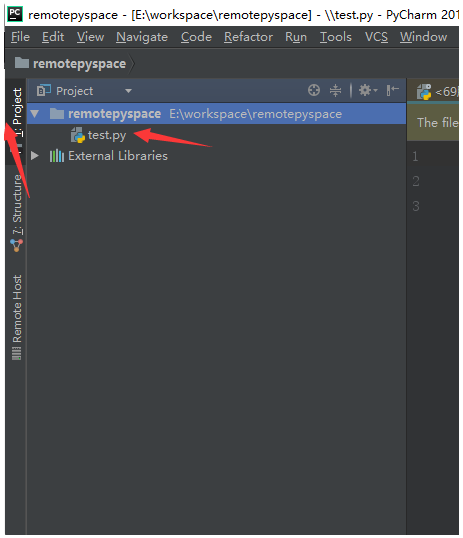 PC remotepyspace - [E:\workspace\remotepyspace] - \\test.py - PyCharm 201
File Edit View Navigate Code Refactor Run Tools VCS Window
remotepyspace
Project
<69
remotepyspace E:\workspace\remotepyspace
The file
test.py
External Libraries
1
2
3
1: Project
7: Structure
Remote Host